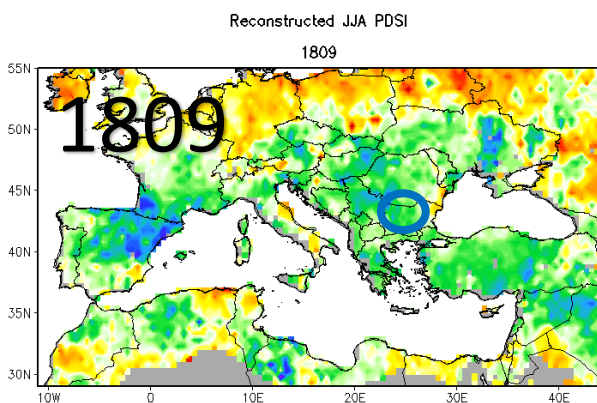 Reconstructed JJA PDSI
1809
55N
1809
50N
45N
40N
35N
30N
10W 0 10E 20E 30E 40E